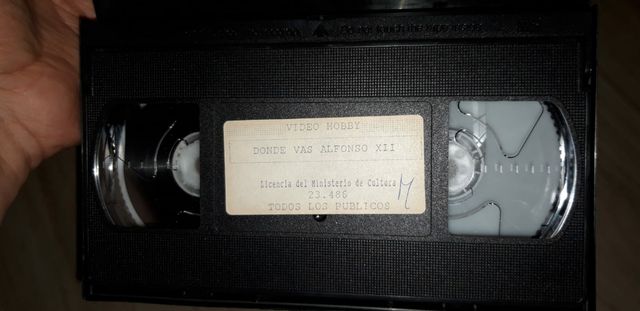 VIDEO HOBBY
DONDE VAS ALFONSO XII
Licencia del Ministerio de Cultura
23.486
TODOS LOS PUBLICOS
M